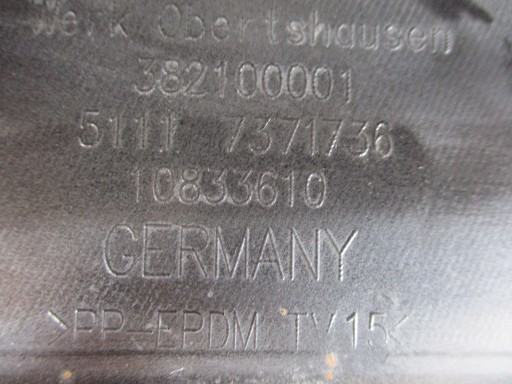 Werk Obertshausen
382100001
5111 7371736
10833610
GERMANY
>PP-EPDM TV15<